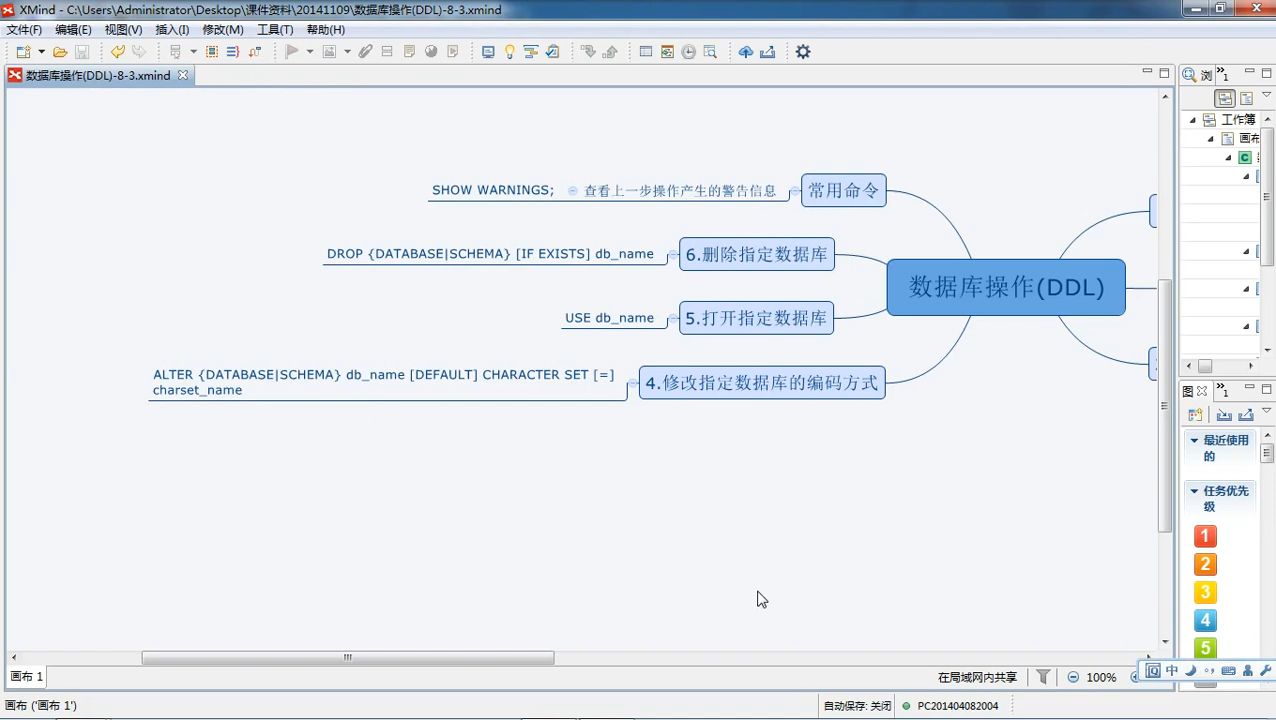 XMind - C:\Users\Administrator\Desktop\课件资料\20141109\数据库操作(DDL)-8-3.xmind
文件(F) 编辑(E) 视图(V) 插入(I) 修改(M) 工具(T) 帮助(H)
数据库操作(DDL)-8-3.xmind
浏
工作簿
画布
SHOW WARNINGS; 查看上一步操作产生的警告信息 常用命令
DROP {DATABASE|SCHEMA} [IF EXISTS] db_name 6.删除指定数据库
数据库操作(DDL)
USE db_name 5.打开指定数据库
ALTER {DATABASE|SCHEMA} db_name [DEFAULT] CHARACTER SET [=]
charset_name
4.修改指定数据库的编码方式
图
最近使用
的
任务优先
级
1
2
3
4
5
画布 1 在局域网内共享 100%
中
画布 ('画布 1') 自动保存: 关闭 PC201404082004